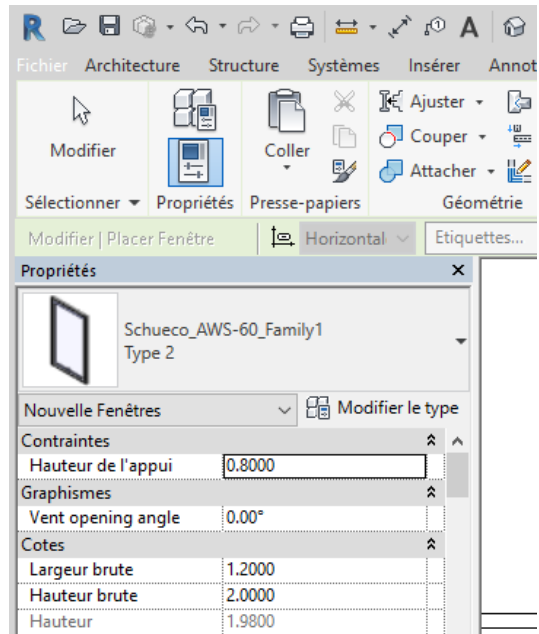 R A
Fichier Architecture Structure Systèmes Insérer Annot
Modifier
Coller
Ajuster
Couper
Attacher
Sélectionner Propriétés Presse-papiers Géométrie
Modifier | Placer Fenêtre Horizontal Etiquettes...
Propriétés
Schueco_AWS-60_Family1
Type 2
Nouvelle Fenêtres Modifier le type
Contraintes
Hauteur de l'appui 0.8000
Graphismes
Vent opening angle 0.00°
Cotes
Largeur brute 1.2000
Hauteur brute 2.0000
Hauteur 1.9800